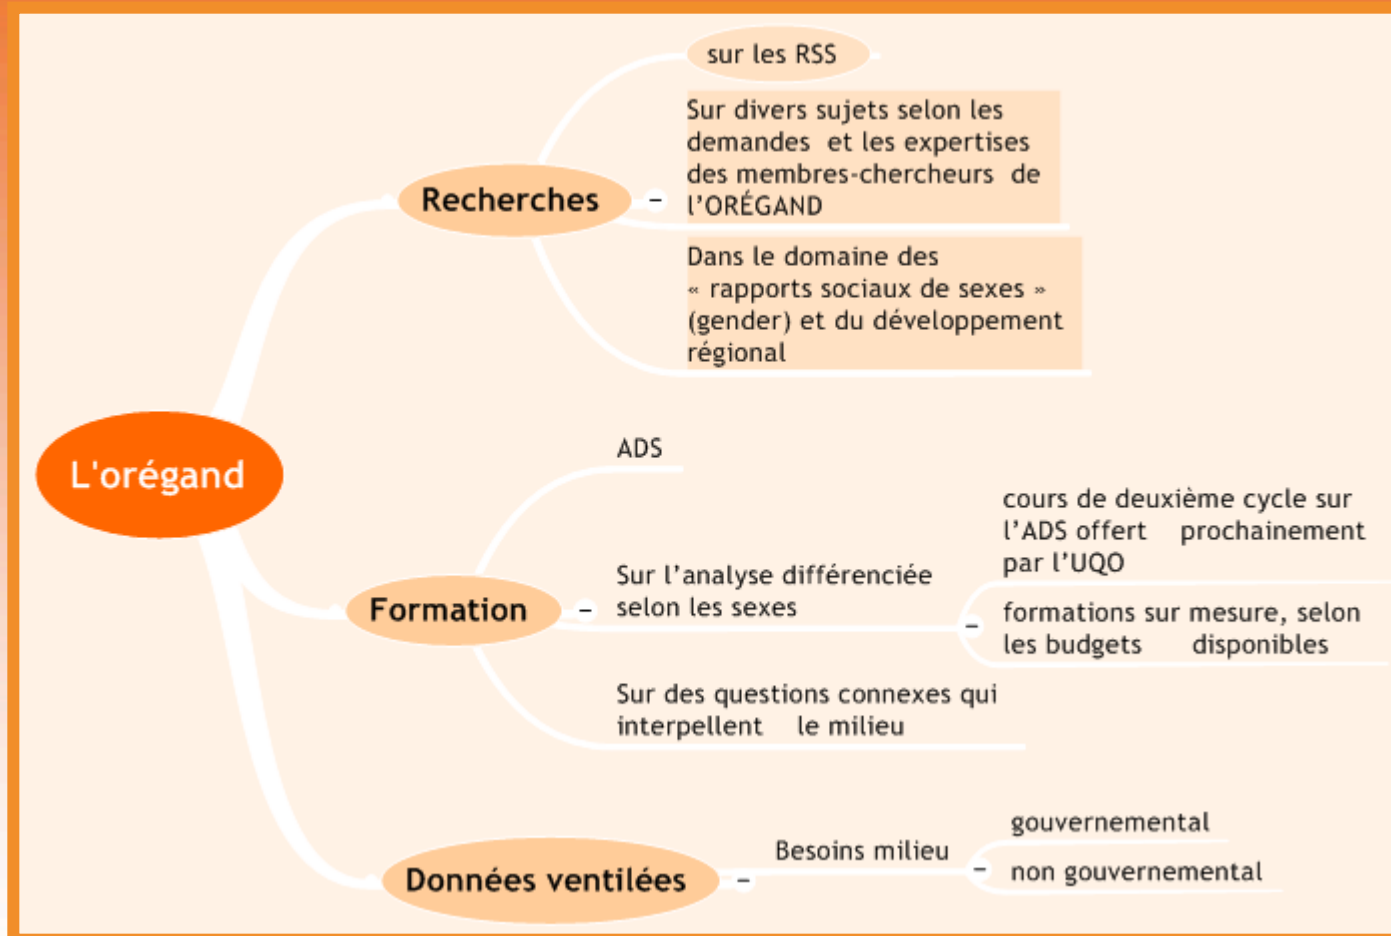 L'orégand
Recherches
sur les RSS
Sur divers sujets selon les
demandes et les expertises
des membres-chercheurs de
l’ORÉGAND
Dans le domaine des
« rapports sociaux de sexes »
(gender) et du développement
régional
Formation
ADS
Sur l’analyse différenciée
selon les sexes
cours de deuxième cycle sur
l’ADS offert prochainement
par l’UQO
formations sur mesure, selon
les budgets disponibles
Sur des questions connexes qui
interpellent le milieu
Données ventilées
Besoins milieu
gouvernemental
non gouvernemental